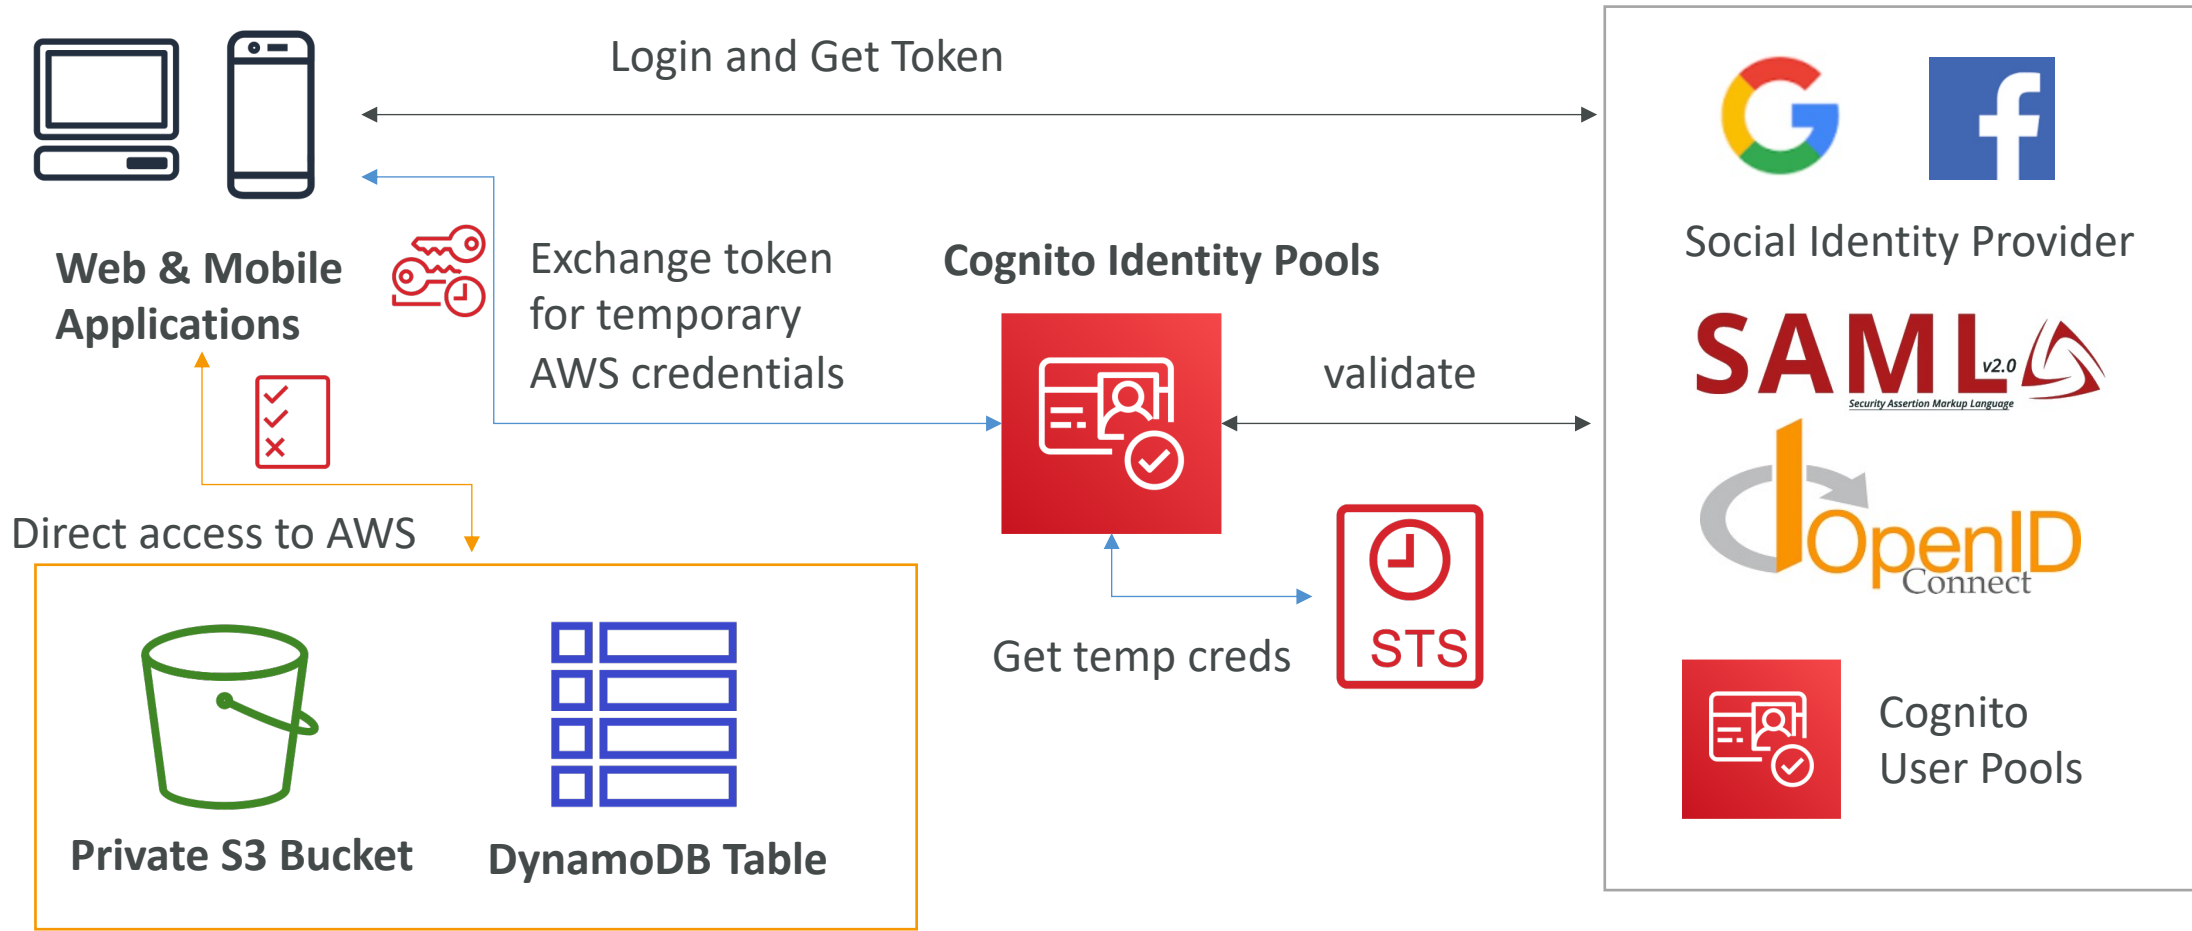 Login and Get Token
Web & Mobile
Applications
Exchange token
for temporary
AWS credentials
Cognito Identity Pools
validate
Social Identity Provider
SAML
v2.0
Security Assertion Markup Language
OpenID
Connect
Direct access to AWS
Get temp creds
STS
Cognito
User Pools
Private S3 Bucket
DynamoDB Table